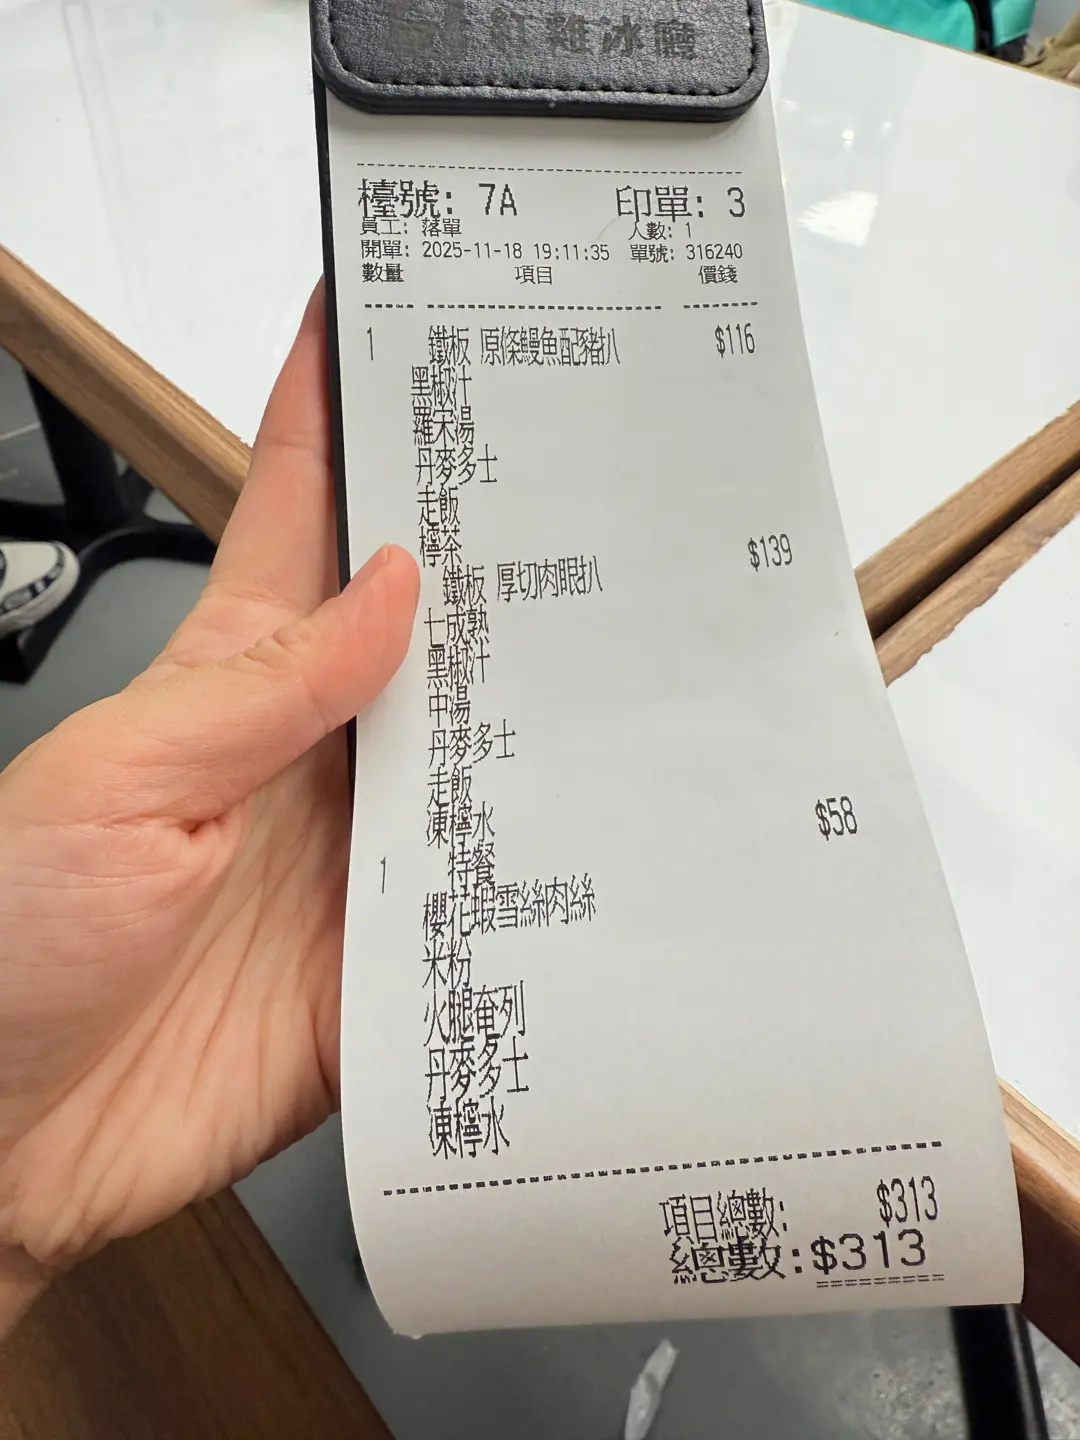 紅雞冰廳
檯號: 7A 印單: 3
員工: 落單 人數: 1
開單: 2025-11-18 19:11:35 單號: 316240
數量 項目 價錢
1 鐵板 原條鰻魚配豬扒 $116
黑椒汁
羅宋湯
丹麥多士
走飯
檸茶
鐵板 厚切肉眼扒 $139
七成熟
黑椒汁
中湯
丹麥多士
走飯
凍檸水
1 特餐 $58
櫻花蝦雪絲肉絲
米粉
火腿奄列
丹麥多士
凍檸水
項目總數: $313
總數:$313